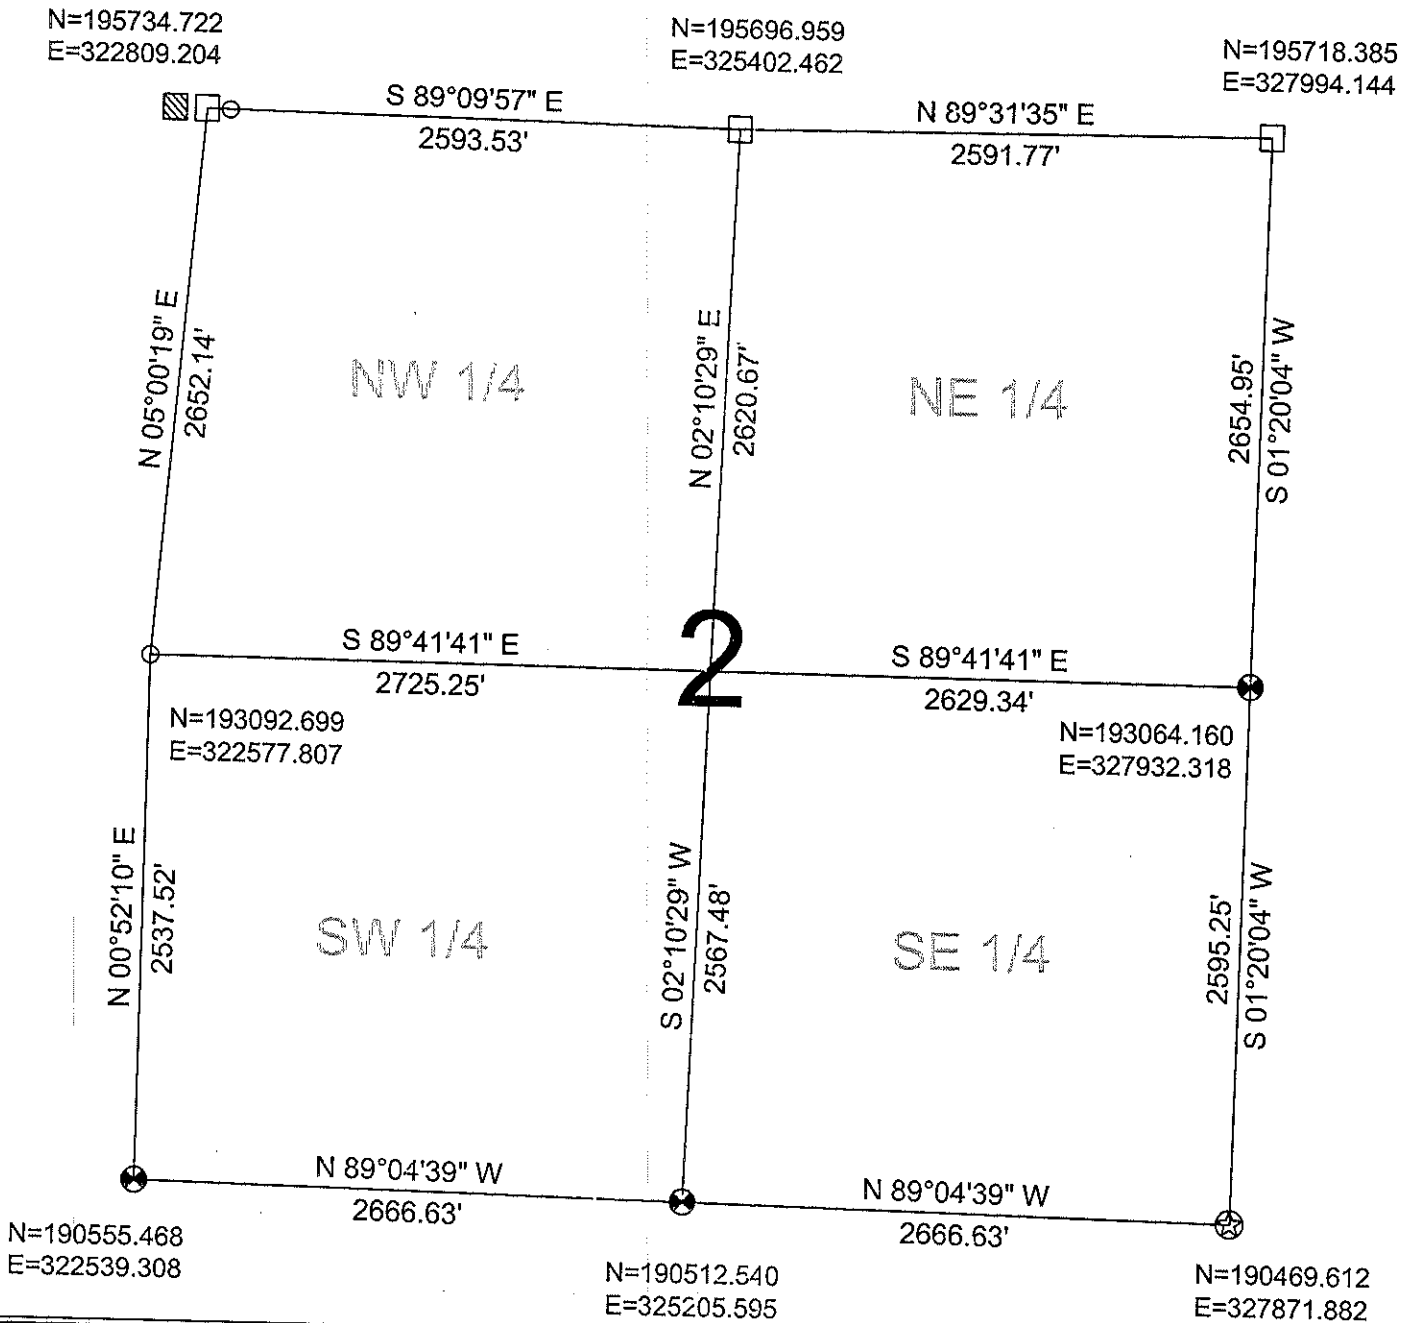 N=195734.722
E=322809.204
N=195696.959
E=325402.462
N=195718.385
E=327994.144
S 89°09'57" E
2593.53'
N 89°31'35" E
2591.77'
N 05°00'19" E
2652.14'
NW 1/4
N 02°10'29" E
2620.67'
NE 1/4
2654.95'
S 01°20'04" W
S 89°41'41" E
2725.25'
2
S 89°41'41" E
2629.34'
N=193092.699
E=322577.807
N=193064.160
E=327932.318
N 00°52'10" E
2537.52'
SW 1/4
S 02°10'29" W
2567.48'
SE 1/4
2595.25'
S 01°20'04" W
N 89°04'39" W
2666.63'
N 89°04'39" W
2666.63'
N=190555.468
E=322539.308
N=190512.540
E=325205.595
N=190469.612
E=327871.882